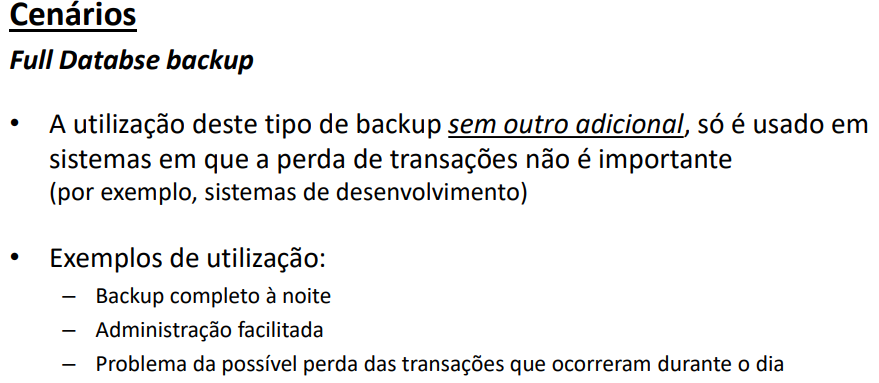 Cenários
Full Databse backup
• A utilização deste tipo de backup sem outro adicional, só é usado em
sistemas em que a perda de transações não é importante
(por exemplo, sistemas de desenvolvimento)
• Exemplos de utilização:
– Backup completo à noite
– Administração facilitada
– Problema da possível perda das transações que ocorreram durante o dia